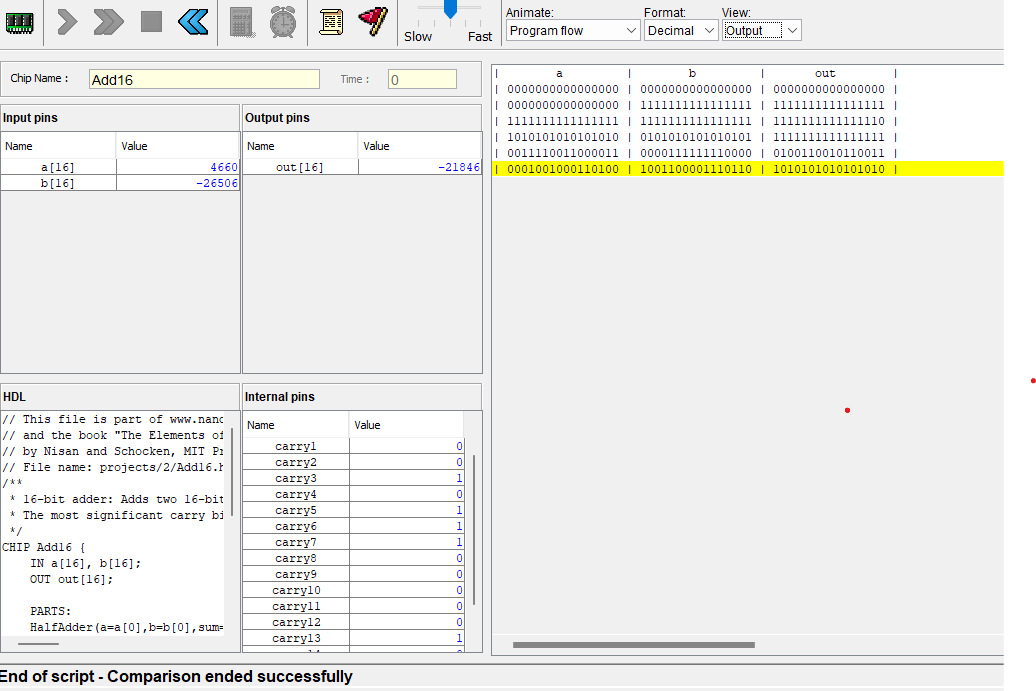 Slow Fast
Animate: Format: View:
Program flow Decimal Output
Chip Name : Add16 Time : 0
Input pins
Name Value
a[16] 4660
b[16] -26506
Output pins
Name Value
out[16] -21846
| a | b | out |
| 0000000000000000 | 0000000000000000 | 0000000000000000 |
| 0000000000000000 | 1111111111111111 | 1111111111111111 |
| 1111111111111111 | 1111111111111111 | 1111111111111110 |
| 1010101010101010 | 0101010101010101 | 1111111111111111 |
| 0011110011000011 | 0000111111110000 | 0100110010110011 |
| 0001001000110100 | 1001100001110110 | 1010101010101010 |
HDL
// This file is part of www.nand
// and the book "The Elements of
// by Nisan and Schocken, MIT Pr
// File name: projects/2/Add16.h
/**
* 16-bit adder: Adds two 16-bit
* The most significant carry bi
*/
CHIP Add16 {
IN a[16], b[16];
OUT out[16];
PARTS:
HalfAdder(a=a[0],b=b[0],sum=
Internal pins
Name Value
carry1 0
carry2 0
carry3 1
carry4 0
carry5 1
carry6 1
carry7 1
carry8 0
carry9 0
carry10 0
carry11 0
carry12 0
carry13 1
End of script - Comparison ended successfully